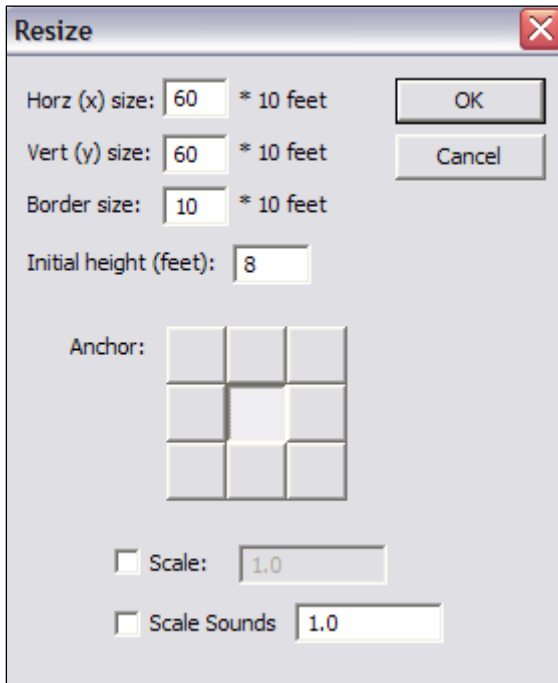 Resize
Horz (x) size: 60 * 10 feet
OK
Vert (y) size: 60 * 10 feet
Cancel
Border size: 10 * 10 feet
Initial height (feet): 8
Anchor:
Scale: 1.0
Scale Sounds 1.0